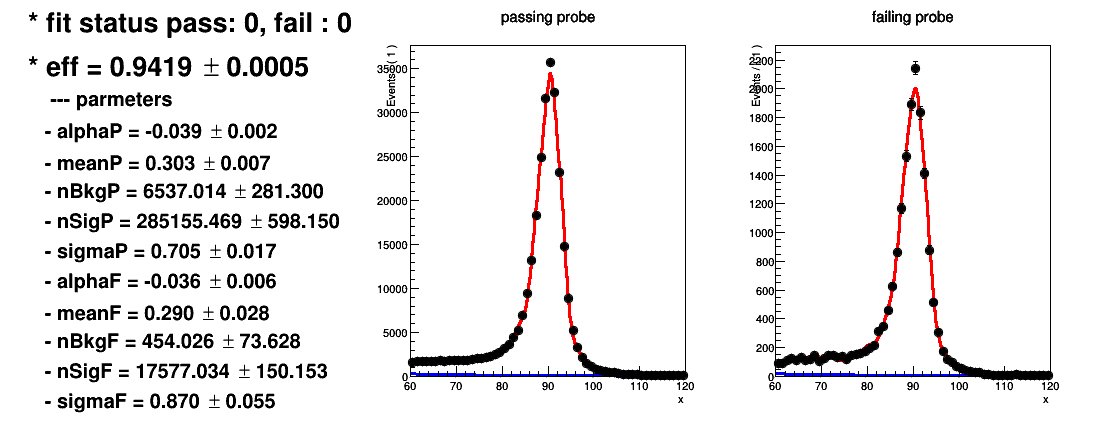 * fit status pass: 0, fail : 0
* eff = 0.9419 ± 0.0005
--- parmeters
- alphaP = -0.039 ± 0.002
- meanP = 0.303 ± 0.007
- nBkgP = 6537.014 ± 281.300
- nSigP = 285155.469 ± 598.150
- sigmaP = 0.705 ± 0.017
- alphaF = -0.036 ± 0.006
- meanF = 0.290 ± 0.028
- nBkgF = 454.026 ± 73.628
- nSigF = 17577.034 ± 150.153
- sigmaF = 0.870 ± 0.055
passing probe
Events / ( 1 )
35000
30000
25000
20000
15000
10000
5000
0
60 70 80 90 100 110 120
x
failing probe
Events / ( 1 )
2200
2000
1800
1600
1400
1200
1000
800
600
400
200
0
60 70 80 90 100 110 120
x